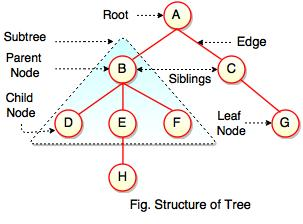 Root
A
Subtree
Edge
Parent
Node
B
Siblings
C
Child
Node
D
E
F
Leaf
Node
G
H
Fig. Structure of Tree